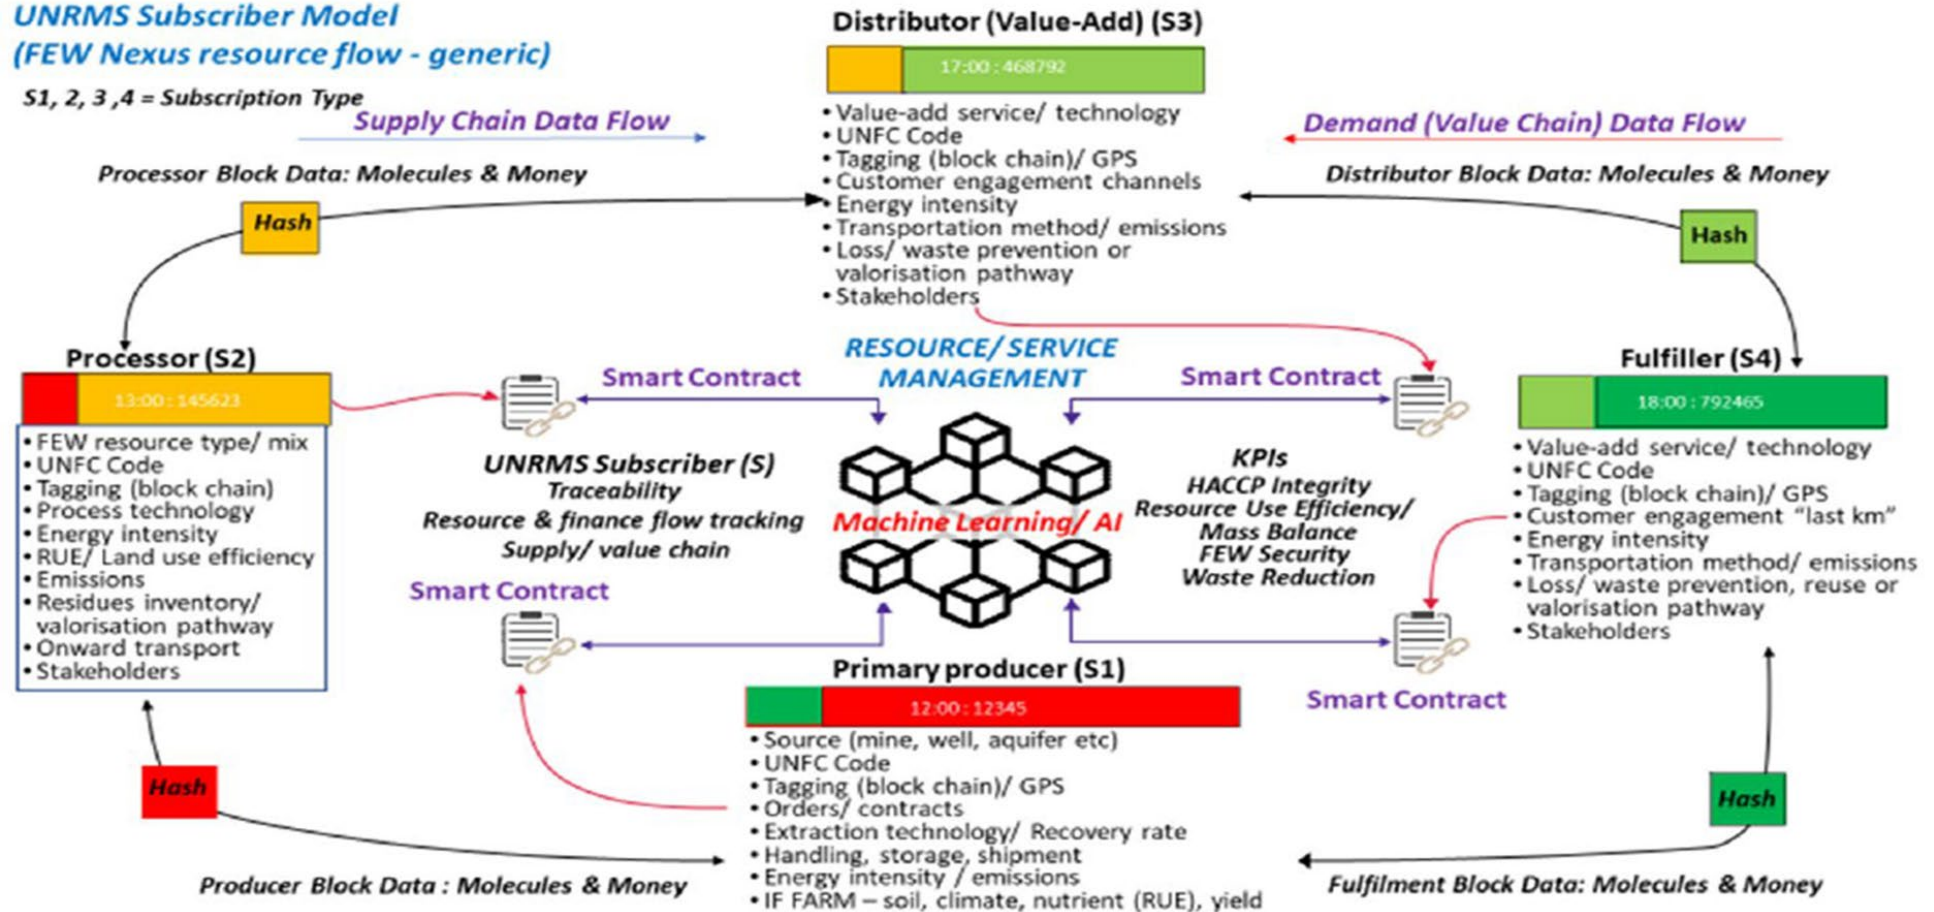 UNRMS Subscriber Model
(FEW Nexus resource flow - generic)
S1, 2, 3 ,4 = Subscription Type
Supply Chain Data Flow
Processor Block Data: Molecules & Money
Hash
Distributor (Value-Add) (S3)
17:00 : 468792
• Value-add service/ technology
• UNFC Code
• Tagging (block chain)/ GPS
• Customer engagement channels
• Energy intensity
• Transportation method/ emissions
• Loss/ waste prevention or
valorisation pathway
• Stakeholders
Demand (Value Chain) Data Flow
Distributor Block Data: Molecules & Money
Hash
Processor (S2)
13:00 : 145623
• FEW resource type/ mix
• UNFC Code
• Tagging (block chain)
• Process technology
• Energy intensity
• RUE/ Land use efficiency
• Emissions
• Residues inventory/
valorisation pathway
• Onward transport
• Stakeholders
Smart Contract
RESOURCE/ SERVICE
MANAGEMENT
Smart Contract
UNRMS Subscriber (S)
Traceability
Resource & finance flow tracking
Supply/ value chain
Smart Contract
Machine Learning/ AI
KPIs
HACCP Integrity
Resource Use Efficiency/
Mass Balance
FEW Security
Waste Reduction
Smart Contract
Fulfiller (S4)
18:00 : 792465
• Value-add service/ technology
• UNFC Code
• Tagging (block chain)/ GPS
• Customer engagement “last km”
• Energy intensity
• Transportation method/ emissions
• Loss/ waste prevention, reuse or
valorisation pathway
• Stakeholders
Primary producer (S1)
12:00 : 12345
• Source (mine, well, aquifer etc)
• UNFC Code
• Tagging (block chain)/ GPS
• Orders/ contracts
• Extraction technology/ Recovery rate
• Handling, storage, shipment
• Energy intensity / emissions
• IF FARM – soil, climate, nutrient (RUE), yield
Hash
Producer Block Data : Molecules & Money
Hash
Fulfilment Block Data: Molecules & Money